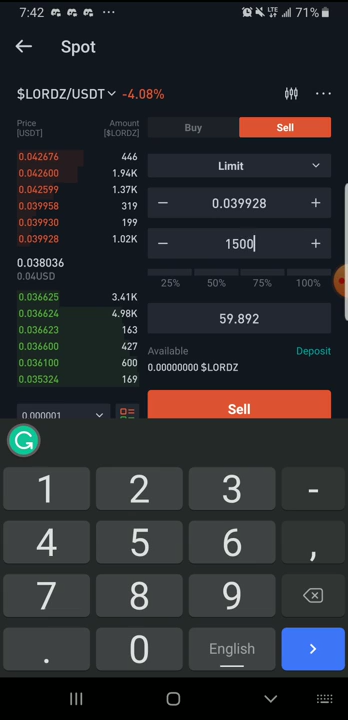 7:42 LTE 71%
Spot
$LORDZ/USDT -4.08%
Price Amount
[USDT] [$LORDZ]
Buy Sell
0.042676 446
0.042600 1.94K
0.042599 1.37K
0.039958 319
0.039930 199
0.039928 1.02K
Limit
− 0.039928 +
− 1500 +
25% 50% 75% 100%
0.038036
0.04USD
0.036625 3.41K
0.036624 4.98K
0.036623 163
0.036600 427
0.036100 600
0.035324 169
59.892
Available Deposit
0.00000000 $LORDZ
Sell
0.000001
1 2 3 -
4 5 6 ,
7 8 9
. 0 English